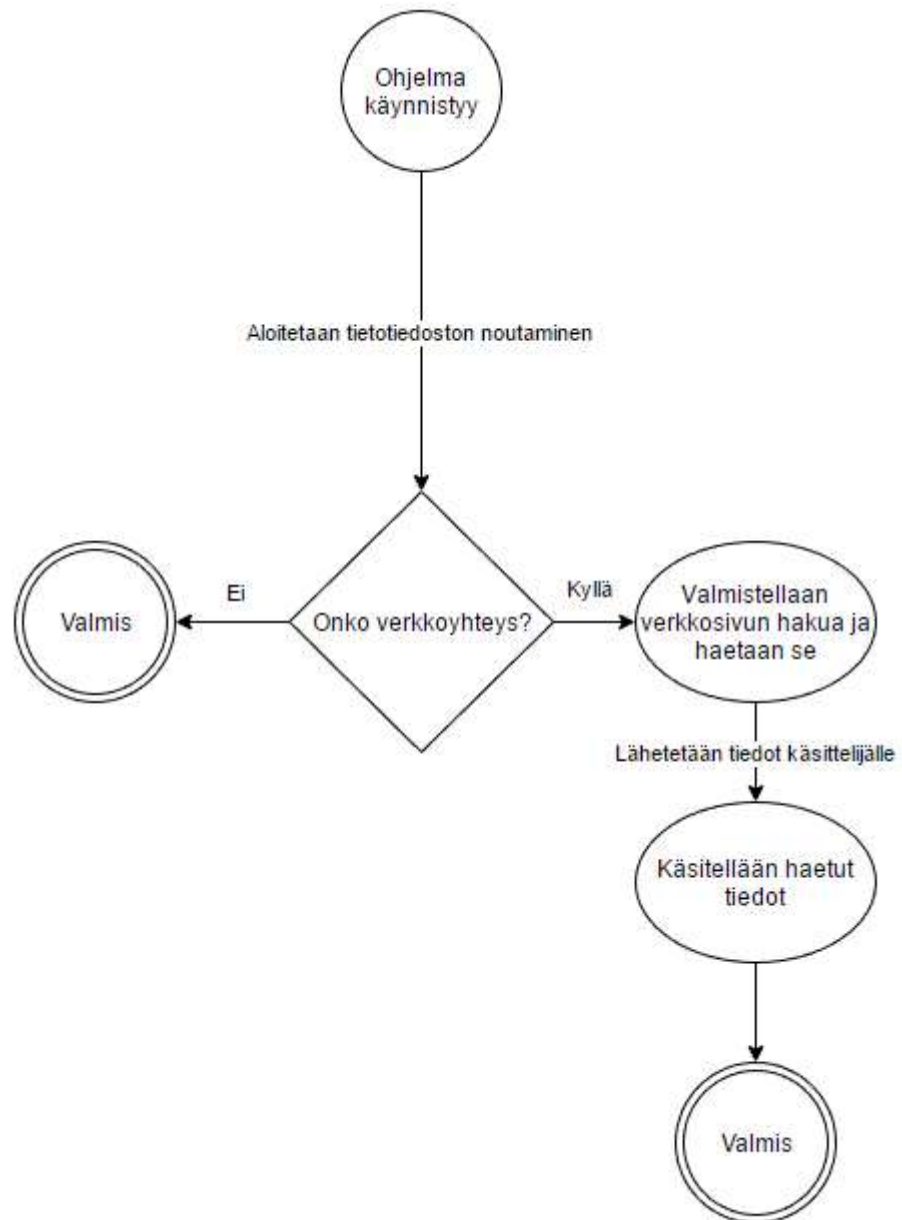 Ohjelma
käynnistyy
Aloitetaan tietotiedoston noutaminen
Valmis
Ei
Onko verkkoyhteys?
Kyllä
Valmistellaan
verkkosivun hakua ja
haetaan se
Lähetetään tiedot käsittelijälle
Käsitellään haetut
tiedot
Valmis